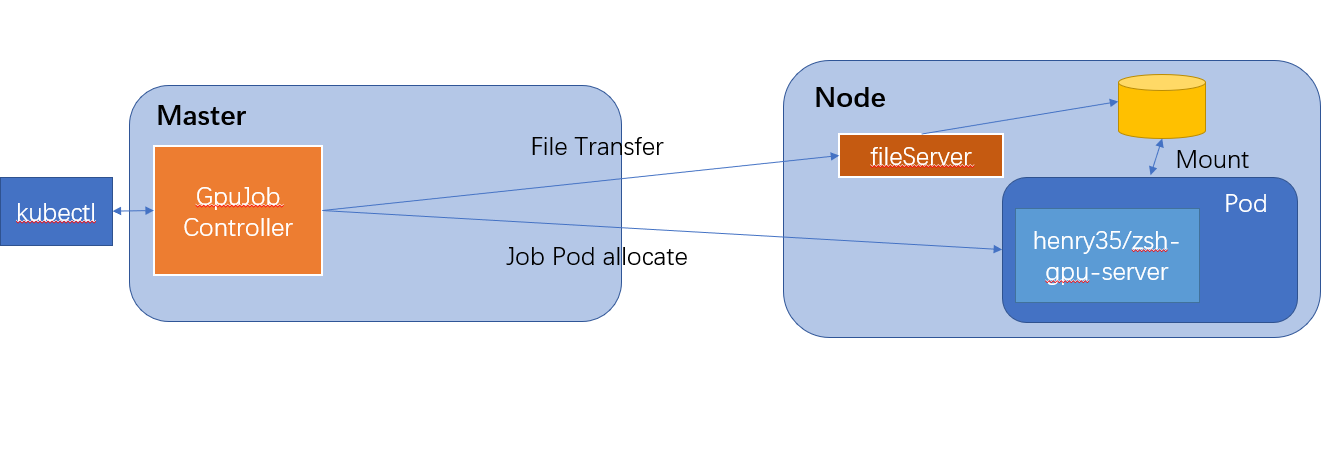 Master
Node
File Transfer
fileServer
Mount
kubectl
GpuJob
Controller
Pod
henry35/zsh-
gpu-server
Job Pod allocate